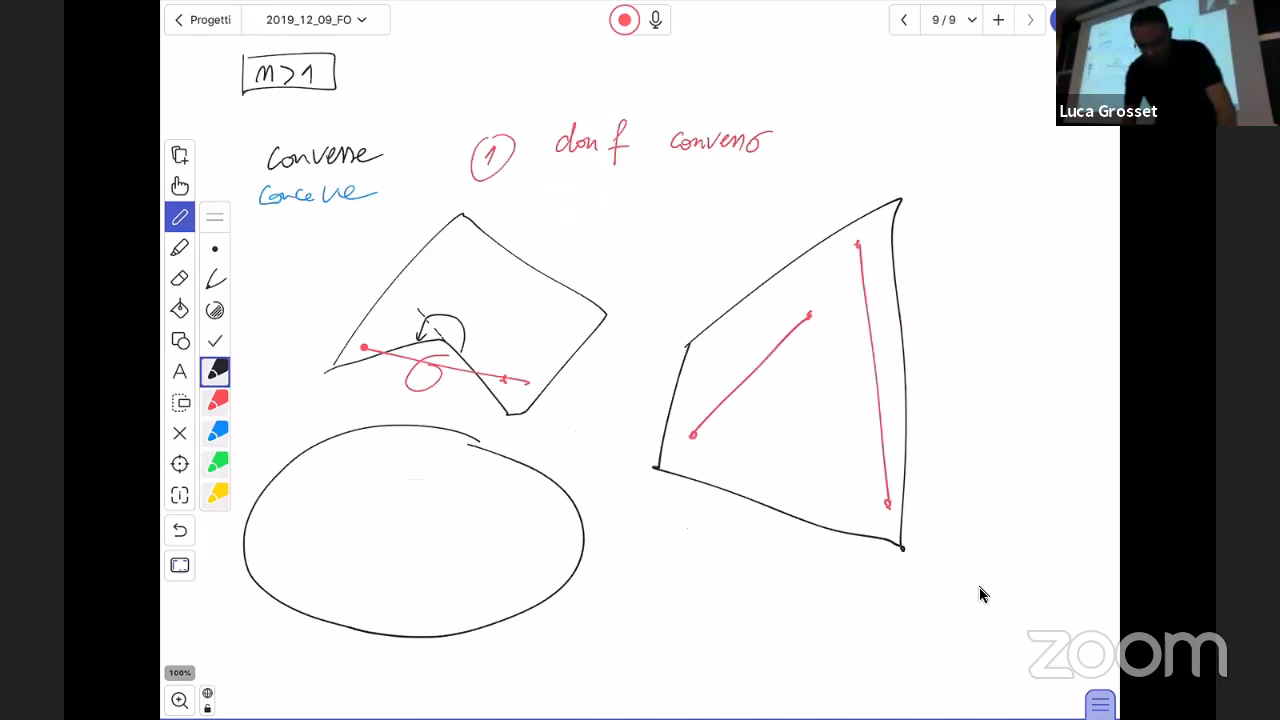 Progetti
2019_12_09_FO
9/9
n>1
Luca Grosset
convesse
concave
1 dom f convesso
A
100%
zoom